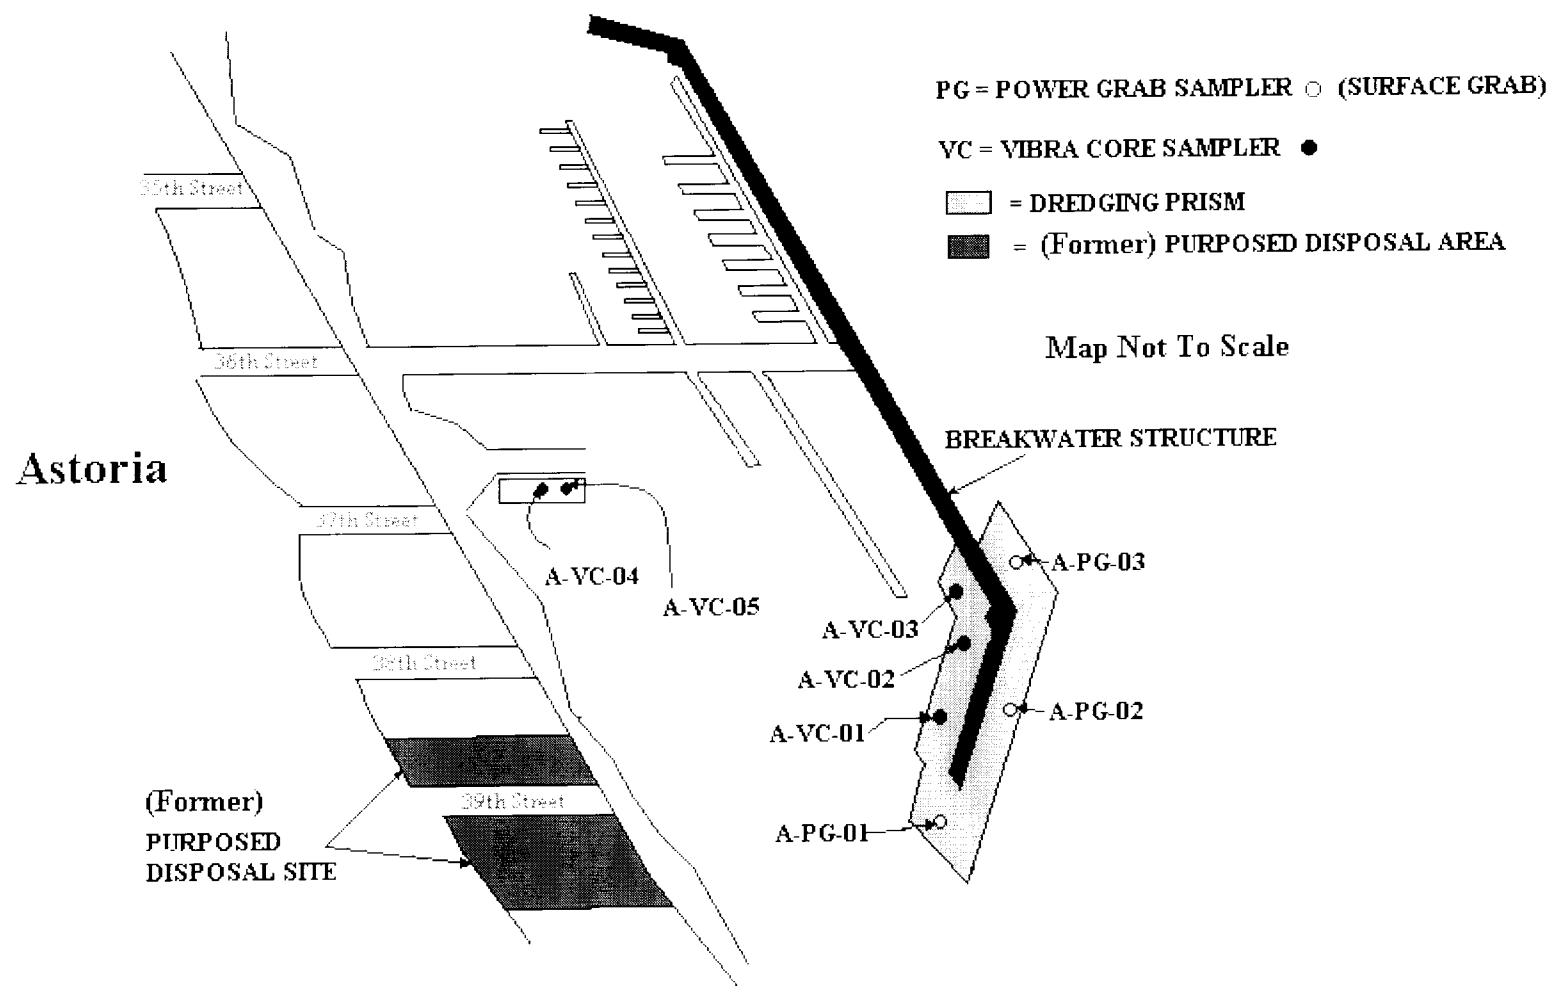 PG = POWER GRAB SAMPLER ○ (SURFACE GRAB)
VC = VIBRA CORE SAMPLER ●
= DREDGING PRISM
= (Former) PURPOSED DISPOSAL AREA
35th Street
36th Street
Map Not To Scale
BREAKWATER STRUCTURE
Astoria
37th Street
A-VC-04
A-VC-05
A-PG-03
A-VC-03
38th Street
A-VC-02
A-PG-02
A-VC-01
(Former)
PURPOSED
DISPOSAL SITE
39th Street
A-PG-01